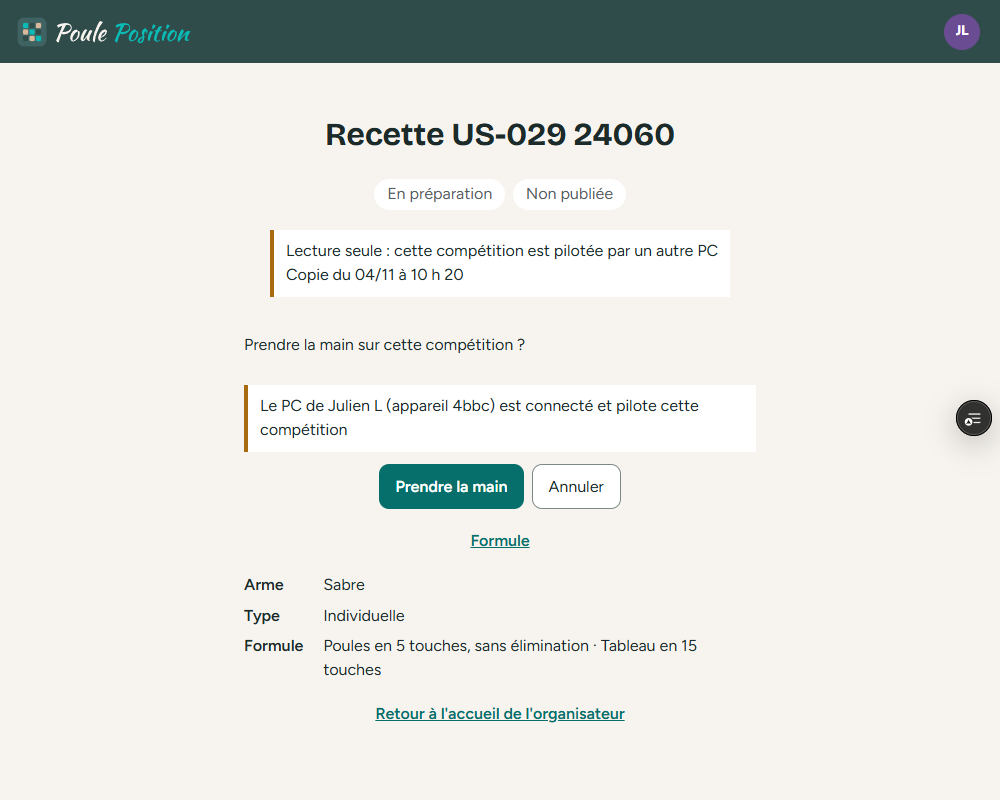 Poule Position
JL
Recette US-029 24060
En préparation
Non publiée
Lecture seule : cette compétition est pilotée par un autre PC
Copie du 04/11 à 10 h 20
Prendre la main sur cette compétition ?
Le PC de Julien L (appareil 4bbc) est connecté et pilote cette
compétition
Prendre la main
Annuler
Formule
Arme Sabre
Type Individuelle
Formule Poules en 5 touches, sans élimination · Tableau en 15
touches
Retour à l'accueil de l'organisateur